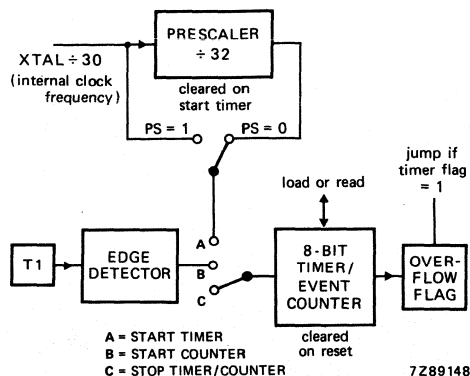 PRESCALER
÷ 32
XTAL ÷ 30
(internal clock
frequency)
cleared on
start timer
PS = 1
PS = 0
jump if
timer flag
= 1
load or read
T1
EDGE
DETECTOR
A
B
C
8-BIT
TIMER/
EVENT
COUNTER
OVER-
FLOW
FLAG
cleared
on reset
A = START TIMER
B = START COUNTER
C = STOP TIMER/COUNTER
7Z89148